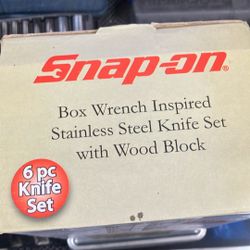 Snap-on®
Box Wrench Inspired
Stainless Steel Knife Set
with Wood Block
6 pc
Knife
Set